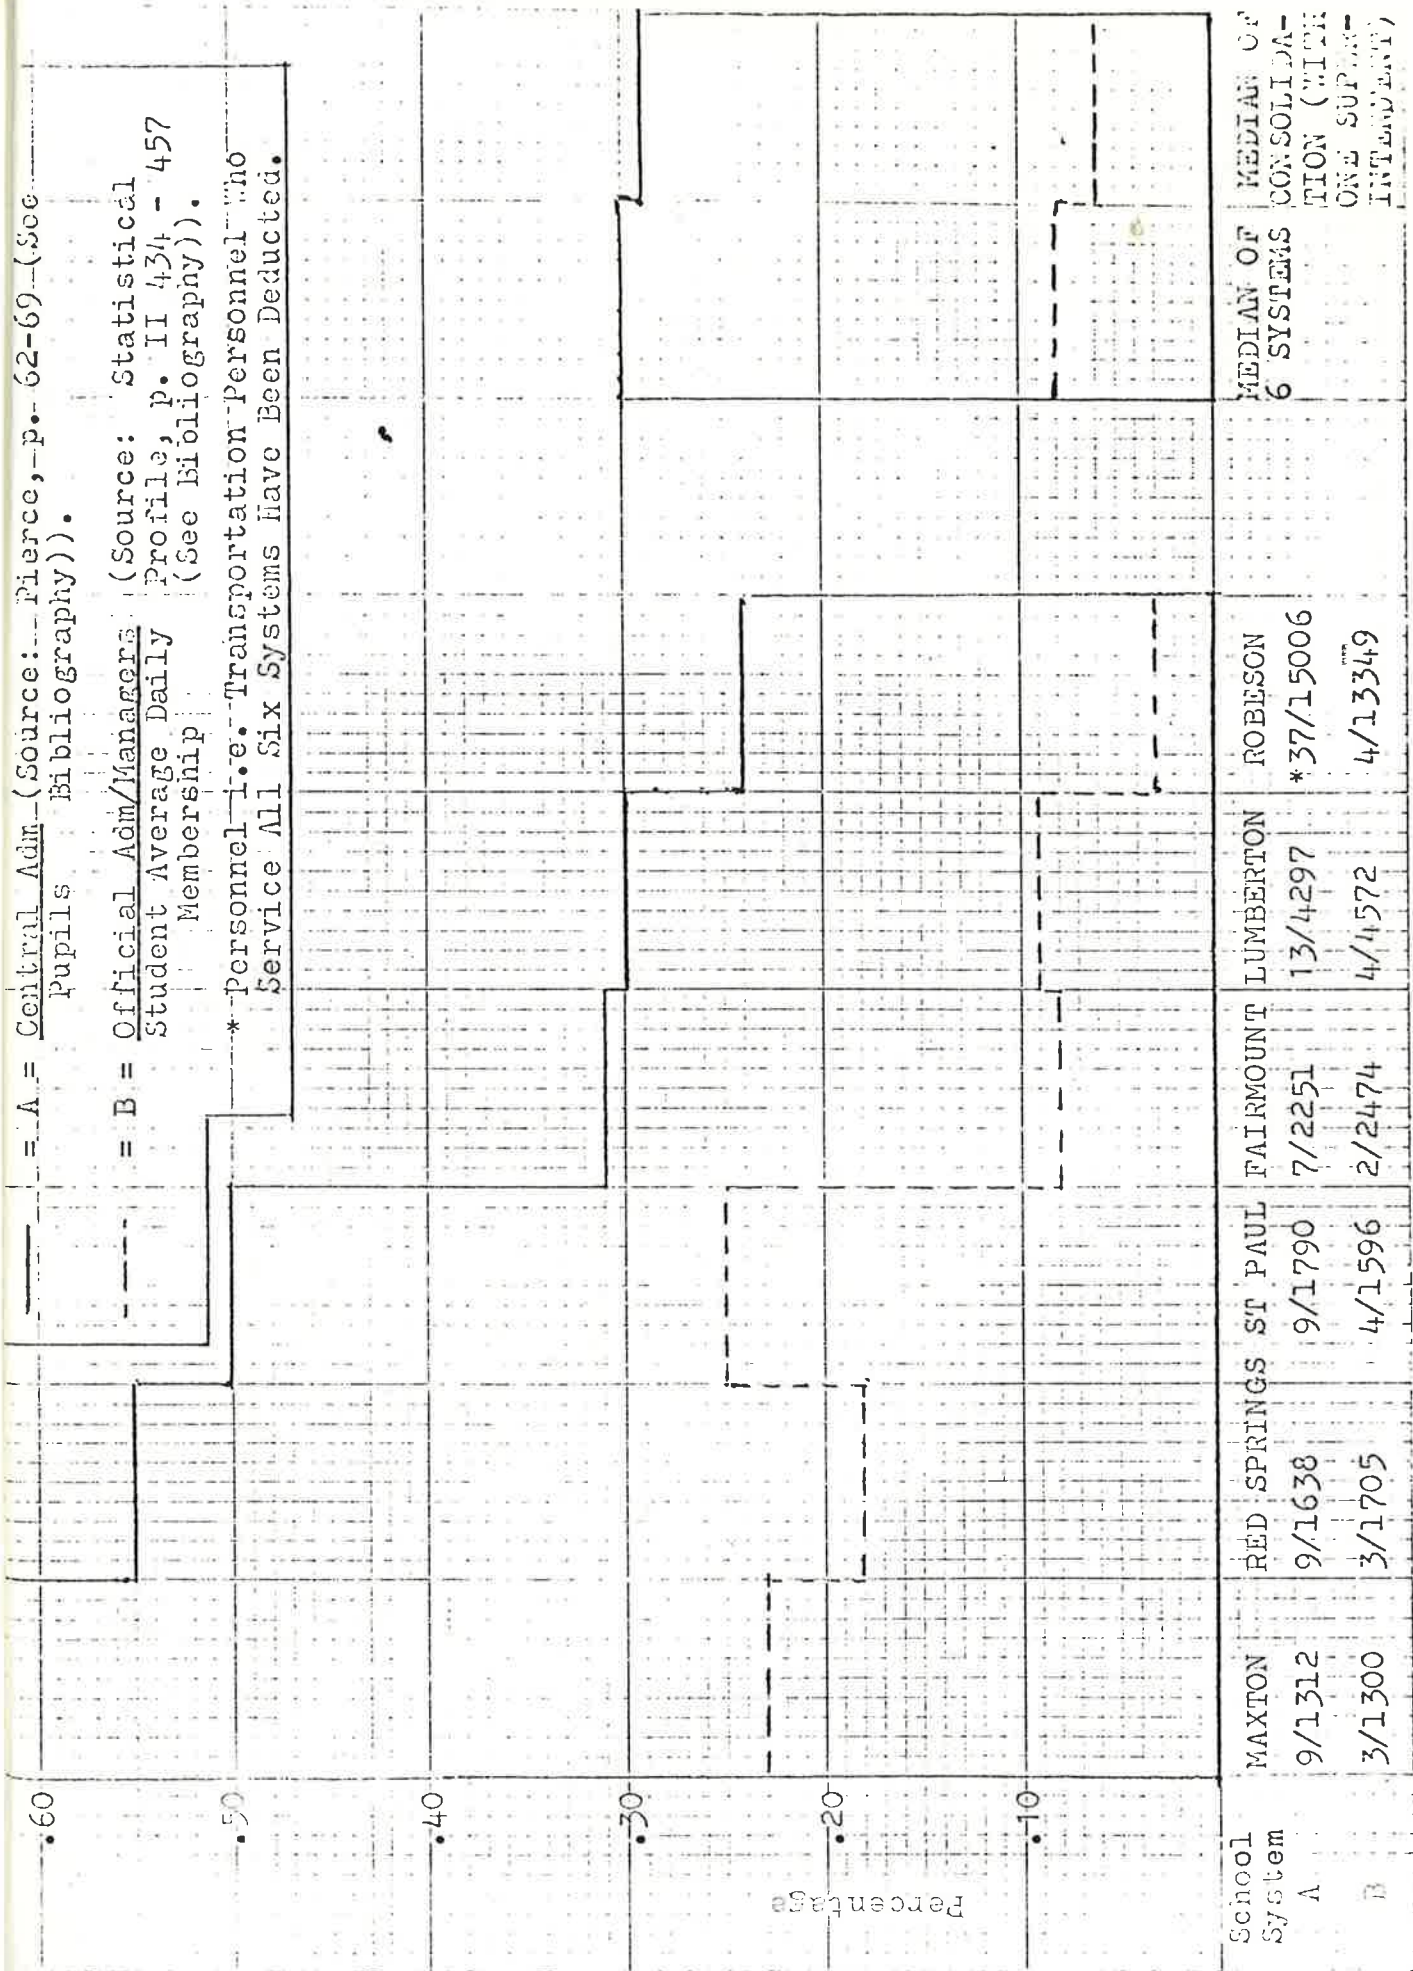 = A = Central Adm (Source: Pierce, p. 62-69 (See
Pupils Bibliography)).
= B = Official Adm/Managers (Source: Statistical
Student Average Daily Profile, p. II 434 - 457
Membership (See Bibliography)).
* Personnel i.e. Transportation Personnel Who
Service All Six Systems Have Been Deducted.
.60
.50
.40
.30
.20
.10
Percentage
School System MAXTON RED SPRINGS ST PAUL FAIRMOUNT LUMBERTON ROBESON
A 9/1312 9/1638 9/1790 7/2251 13/4297 *37/15006
B 3/1300 3/1705 4/1596 2/2474 4/4572 4/13349
MEDIAN OF
6 SYSTEMS
MEDIAN OF
CONSOLIDA-
TION (WITH
ONE SUPER-
INTENDENT)